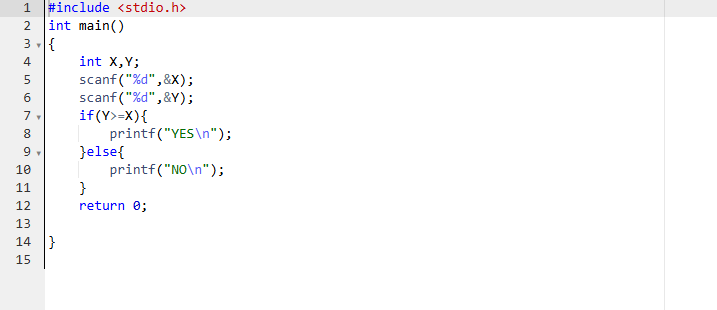 1 #include <stdio.h>
2 int main()
3 {
4 int X,Y;
5 scanf("%d",&X);
6 scanf("%d",&Y);
7 if(Y>=X){
8 printf("YES\n");
9 }else{
10 printf("NO\n");
11 }
12 return 0;
13
14 }
15